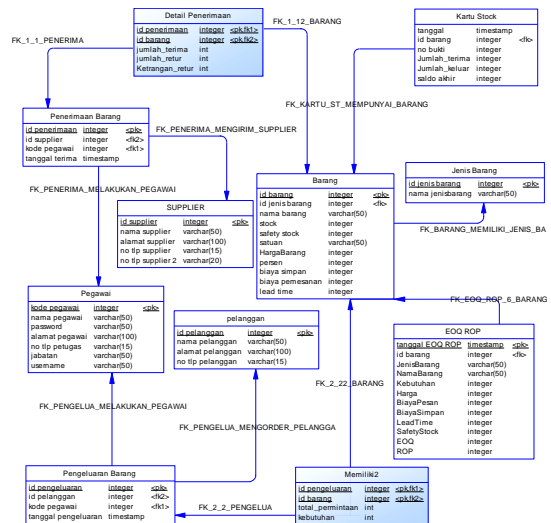 Detail Penerimaan
id penerimaan integer <pk,fk1>
id barang integer <pk,fk2>
jumlah_terima int
jumlah_retur int
Ketrangan_retur int
FK_1_12_BARANG
Kartu Stock
tanggal timestamp
id barang integer <fk>
no bukti integer
Jumlah_terima integer
Jumlah_keluar integer
saldo akhir integer
FK_1_1_PENERIMA
FK_KARTU_ST_MEMPUNYAI_BARANG
Penerimaan Barang
id penerimaan integer <pk>
id supplier integer <fk2>
kode pegawai integer <fk1>
tanggal terima timestamp
FK_PENERIMA_MENGIRIM_SUPPLIER
FK_PENERIMA_MELAKUKAN_PEGAWAI
Barang
id barang integer <pk>
id jenis barang integer <fk>
nama barang varchar(50)
stock integer
safety stock integer
satuan varchar(50)
HargaBarang integer
persen integer
biaya simpan integer
biaya pemesanan integer
lead time integer
Jenis Barang
id jenis barang integer <pk>
nama jenisbarang varchar(50)
FK_BARANG_MEMILIKI_JENIS_BA
SUPPLIER
id supplier integer <pk>
nama supplier varchar(50)
alamat supplier varchar(100)
no tlp supplier varchar(15)
no tlp supplier 2 varchar(20)
Pegawai
kode pegawai integer <pk>
nama pegawai varchar(50)
password varchar(50)
alamat pegawai varchar(100)
no tlp petugas varchar(15)
jabatan varchar(50)
username varchar(50)
pelanggan
id pelanggan integer <pk>
nama pelanggan varchar(50)
alamat pelanggan varchar(100)
no tlp pelanggan varchar(15)
FK_EOQ_ROP_6_BARANG
EOQ ROP
tanggal EOQ ROP timestamp <pk>
id barang integer <fk>
JenisBarang varchar(50)
NamaBarang varchar(50)
Kebutuhan integer
Harga integer
BiayaPesan integer
BiayaSimpan integer
LeadTime integer
SafetyStock integer
EOQ integer
ROP integer
FK_2_22_BARANG
FK_PENGELUA_MELAKUKAN_PEGAWAI
FK_PENGELUA_MENGORDER_PELANGGA
Pengeluaran Barang
id pengeluaran integer <pk>
id pelanggan integer <fk2>
kode pegawai integer <fk1>
tanggal pengeluaran timestamp
FK_2_2_PENGELUA
Memiliki2
id pengeluaran integer <pk,fk1>
id barang integer <pk,fk2>
total_permintaan int
kebutuhan int